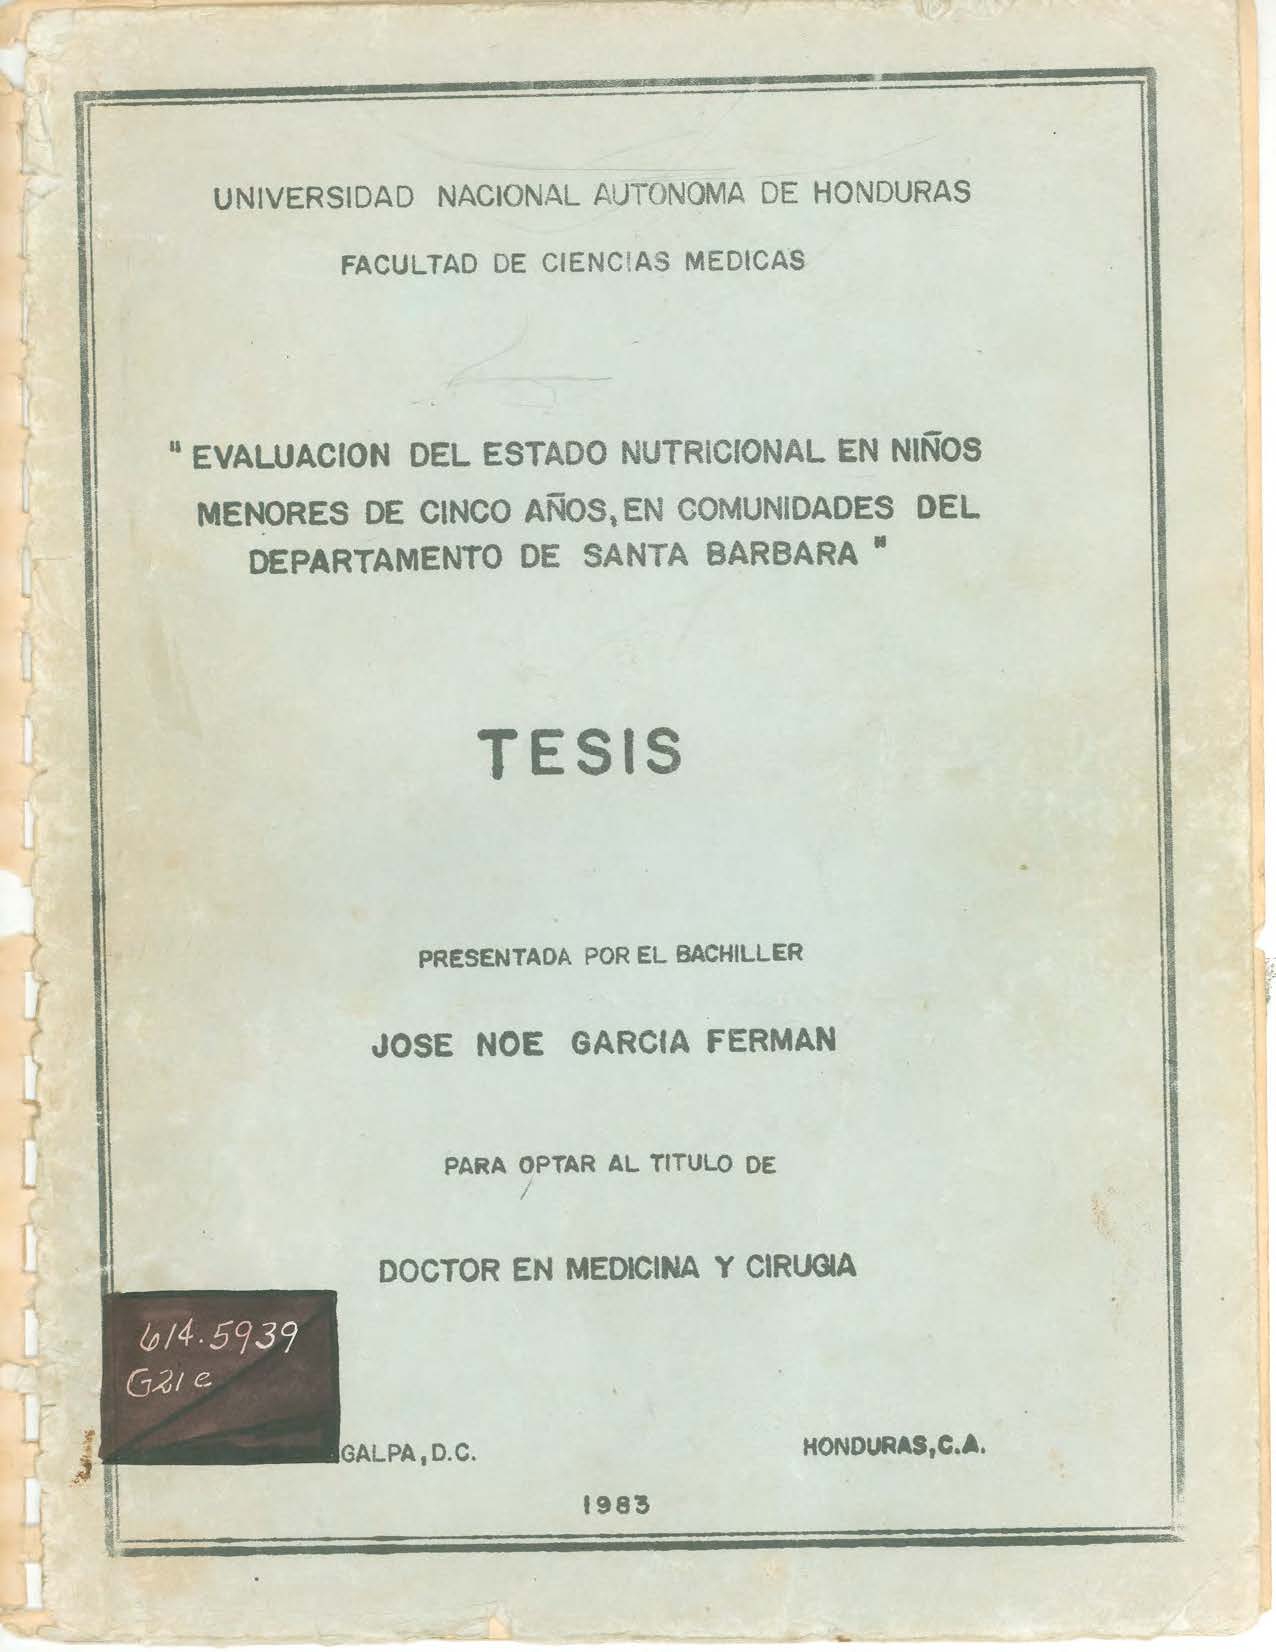 UNIVERSIDAD NACIONAL AUTONOMA DE HONDURAS
FACULTAD DE CIENCIAS MEDICAS
" EVALUACION DEL ESTADO NUTRICIONAL EN NIÑOS
MENORES DE CINCO AÑOS, EN COMUNIDADES DEL
DEPARTAMENTO DE SANTA BARBARA "
TESIS
PRESENTADA POR EL BACHILLER
JOSE NOE GARCIA FERMAN
PARA OPTAR AL TITULO DE
DOCTOR EN MEDICINA Y CIRUGIA
614.5939
G21e
GALPA, D.C. HONDURAS, C.A.
1983